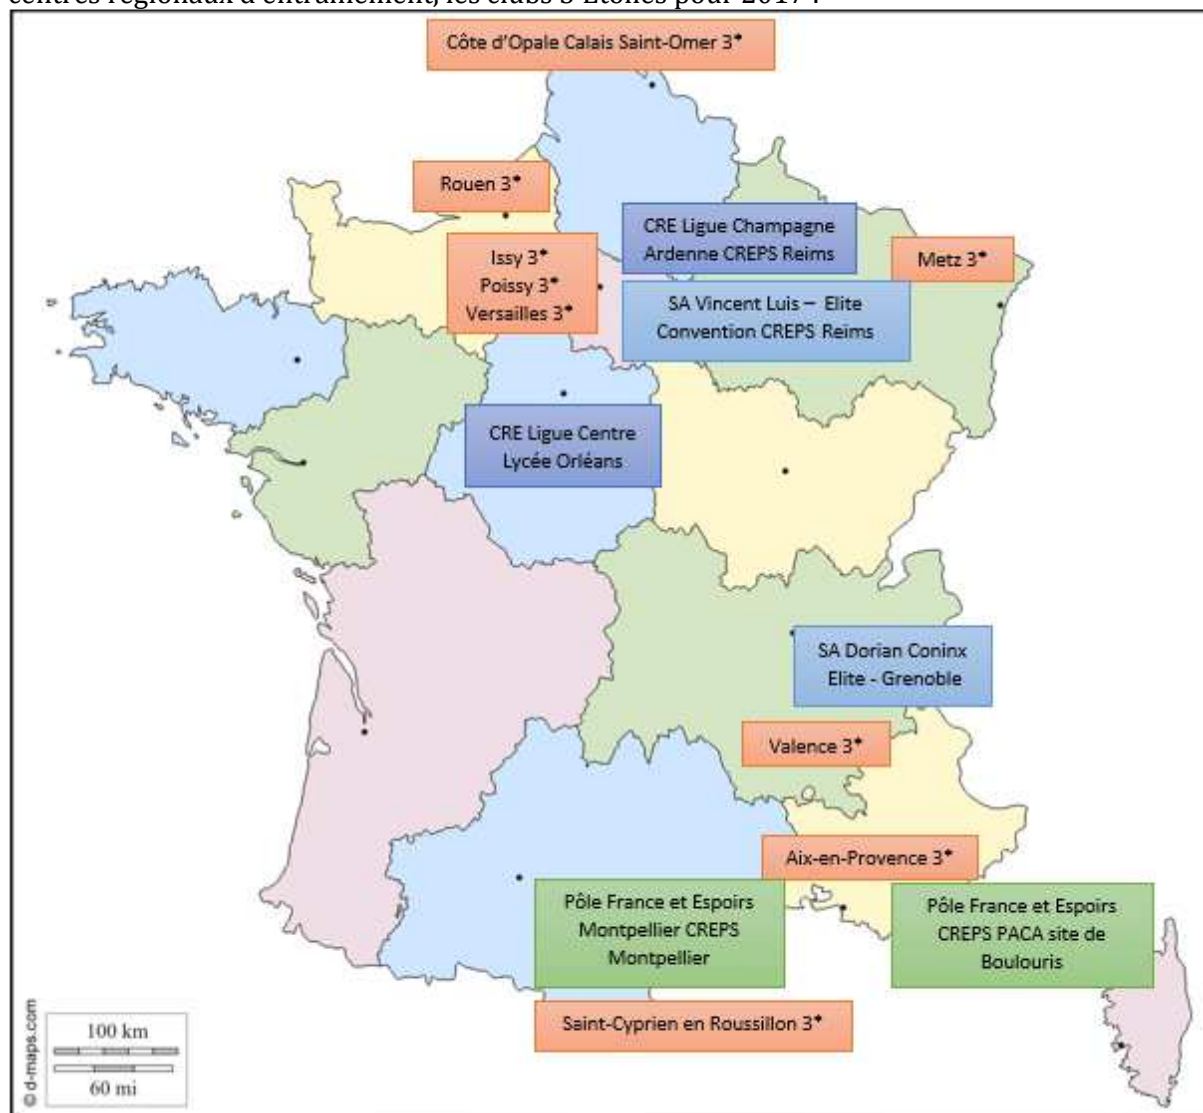 centres régionaux d'entraînement, les clubs 3 Étoiles pour 2017 :
Côte d'Opale Calais Saint-Omer 3*
Rouen 3*
CRE Ligue Champagne
Ardenne CREPS Reims
Issy 3*
Poissy 3*
Versailles 3*
Metz 3*
SA Vincent Luis – Elite
Convention CREPS Reims
CRE Ligue Centre
Lycée Orléans
SA Dorian Coninx
Elite - Grenoble
Valence 3*
Aix-en-Provence 3*
Pôle France et Espoirs
Montpellier CREPS
Montpellier
Pôle France et Espoirs
CREPS PACA site de
Boulouris
Saint-Cyprien en Roussillon 3*
100 km
60 mi
© d-maps.com